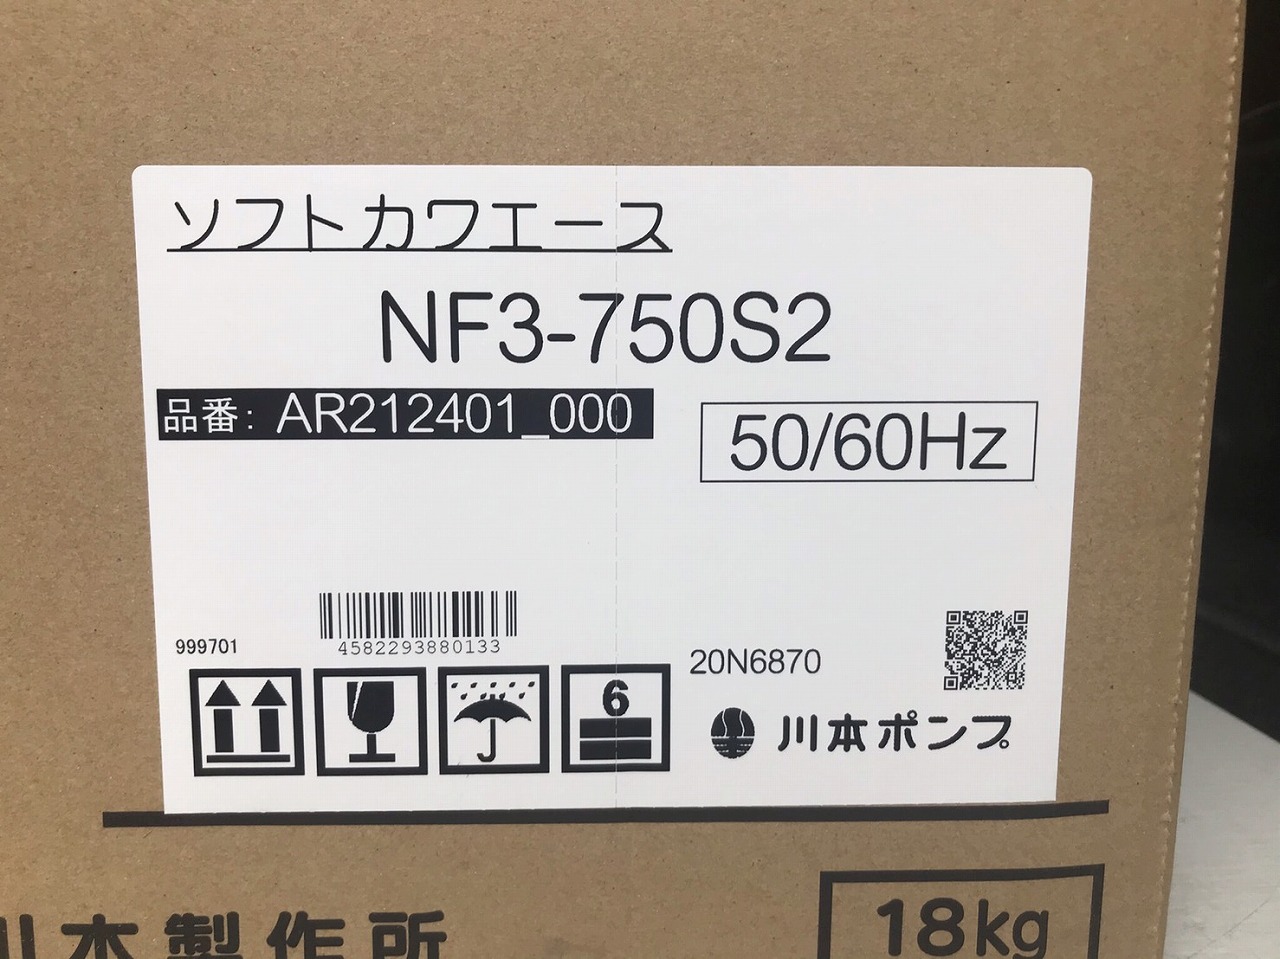 ソフトカワエース
NF3-750S2
品番: AR212401_000
50/60Hz
4582293880133
999701
6
20N6870
川本ポンプ
川本製作所
18kg